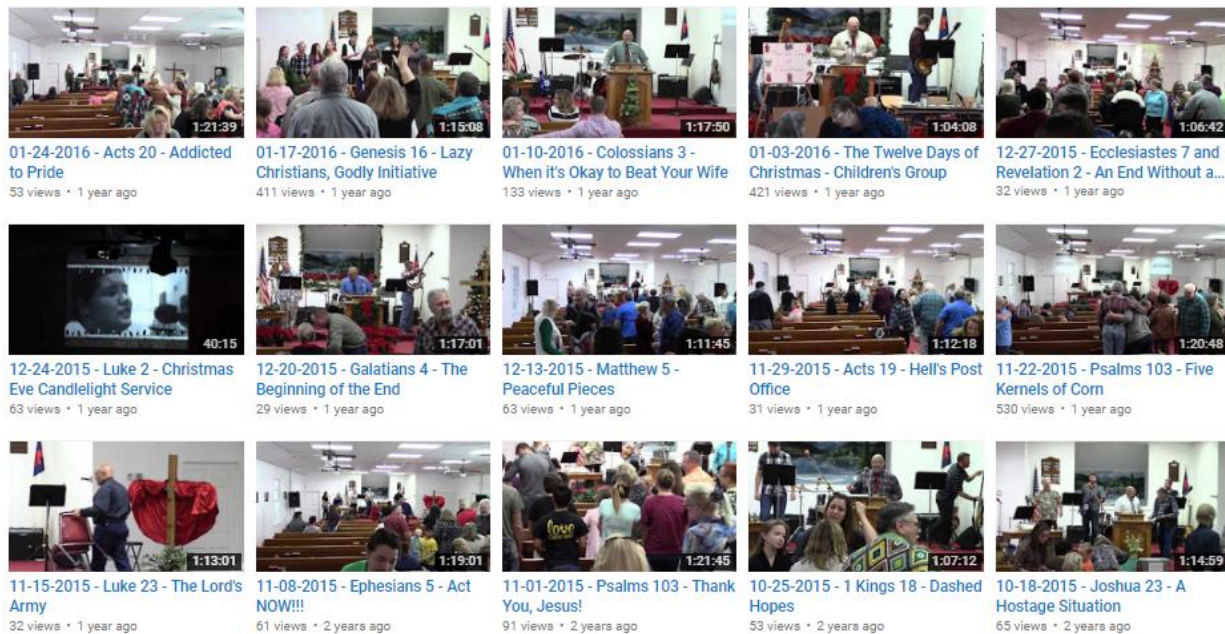 1:21:39
1:15:08
1:17:50
1:04:08
1:06:42
01-24-2016 - Acts 20 - Addicted
to Pride
53 views • 1 year ago
01-17-2016 - Genesis 16 - Lazy
Christians, Godly Initiative
411 views • 1 year ago
01-10-2016 - Colossians 3 -
When it's Okay to Beat Your Wife
133 views • 1 year ago
01-03-2016 - The Twelve Days of
Christmas - Children's Group
421 views • 1 year ago
12-27-2015 - Ecclesiastes 7 and
Revelation 2 - An End Without a...
32 views • 1 year ago
40:15
1:17:01
1:11:45
1:12:18
1:20:48
12-24-2015 - Luke 2 - Christmas
Eve Candlelight Service
63 views • 1 year ago
12-20-2015 - Galatians 4 - The
Beginning of the End
29 views • 1 year ago
12-13-2015 - Matthew 5 -
Peaceful Pieces
63 views • 1 year ago
11-29-2015 - Acts 19 - Hell's Post
Office
31 views • 1 year ago
11-22-2015 - Psalms 103 - Five
Kernels of Corn
530 views • 1 year ago
1:13:01
1:19:01
love
1:21:45
1:07:12
1:14:59
11-15-2015 - Luke 23 - The Lord's
Army
32 views • 1 year ago
11-08-2015 - Ephesians 5 - Act
NOW!!!
61 views • 2 years ago
11-01-2015 - Psalms 103 - Thank
You, Jesus!
91 views • 2 years ago
10-25-2015 - 1 Kings 18 - Dashed
Hopes
53 views • 2 years ago
10-18-2015 - Joshua 23 - A
Hostage Situation
65 views • 2 years ago